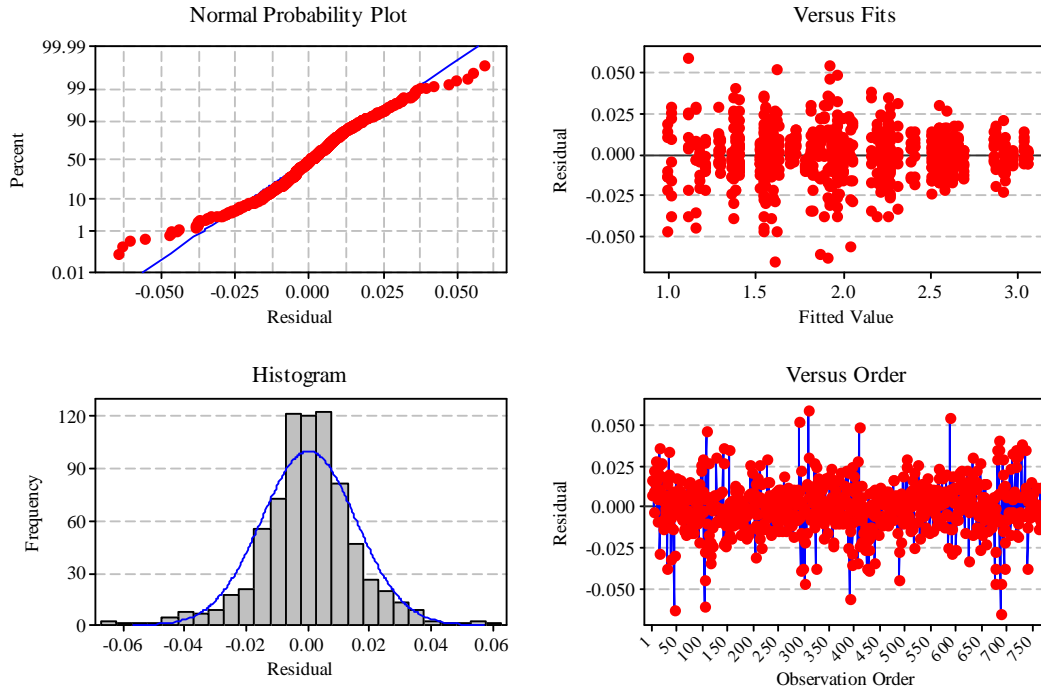 Normal Probability Plot
99.99
99
90
50
10
1
0.01
Percent
-0.050 -0.025 0.000 0.025 0.050
Residual
Versus Fits
0.050
0.025
0.000
-0.025
-0.050
Residual
1.0 1.5 2.0 2.5 3.0
Fitted Value
Histogram
120
90
60
30
0
Frequency
-0.06 -0.04 -0.02 0.00 0.02 0.04 0.06
Residual
Versus Order
0.050
0.025
0.000
-0.025
-0.050
Residual
1 50 100 150 200 250 300 350 400 450 500 550 600 650 700 750
Observation Order